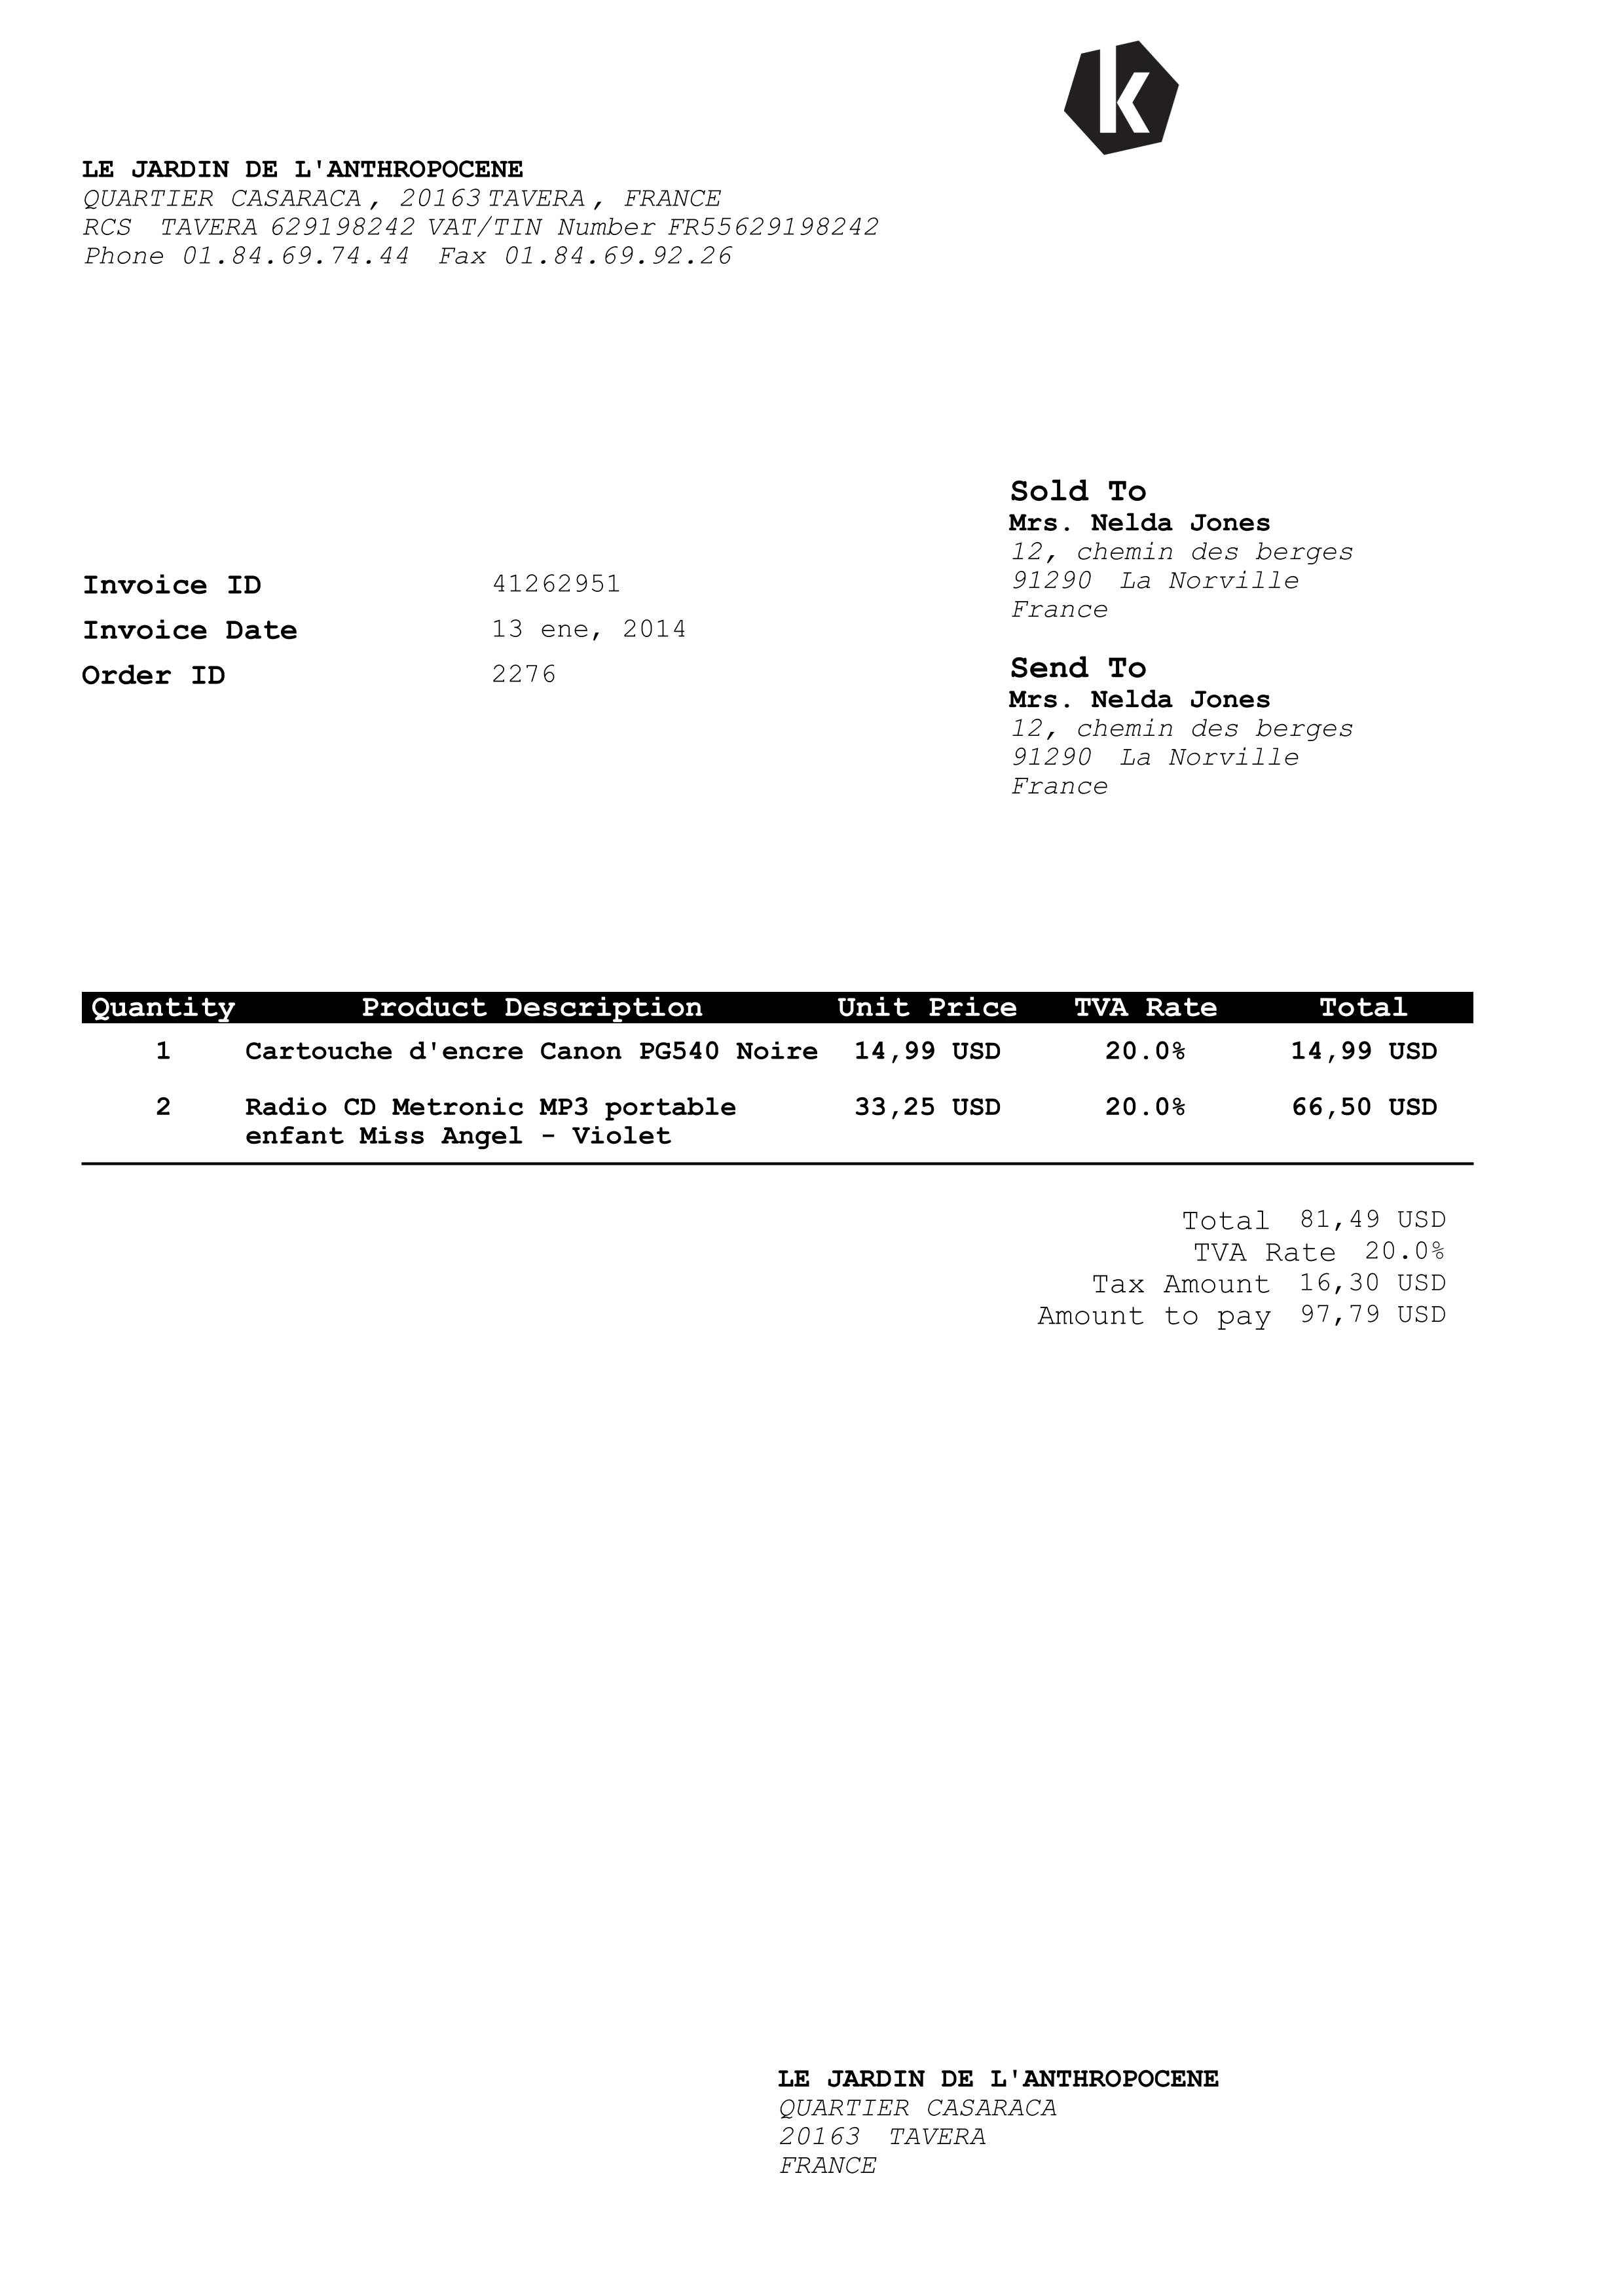 k
LE JARDIN DE L'ANTHROPOCENE
QUARTIER CASARACA, 20163 TAVERA, FRANCE
RCS TAVERA 629198242 VAT/TIN Number FR55629198242
Phone 01.84.69.74.44 Fax 01.84.69.92.26
Invoice ID 41262951
Invoice Date 13 ene, 2014
Order ID 2276
Sold To
Mrs. Nelda Jones
12, chemin des berges
91290 La Norville
France
Send To
Mrs. Nelda Jones
12, chemin des berges
91290 La Norville
France
Quantity Product Description Unit Price TVA Rate Total
1 Cartouche d'encre Canon PG540 Noire 14,99 USD 20.0% 14,99 USD
2 Radio CD Metronic MP3 portable 33,25 USD 20.0% 66,50 USD
enfant Miss Angel - Violet
Total 81,49 USD
TVA Rate 20.0%
Tax Amount 16,30 USD
Amount to pay 97,79 USD
LE JARDIN DE L'ANTHROPOCENE
QUARTIER CASARACA
20163 TAVERA
FRANCE